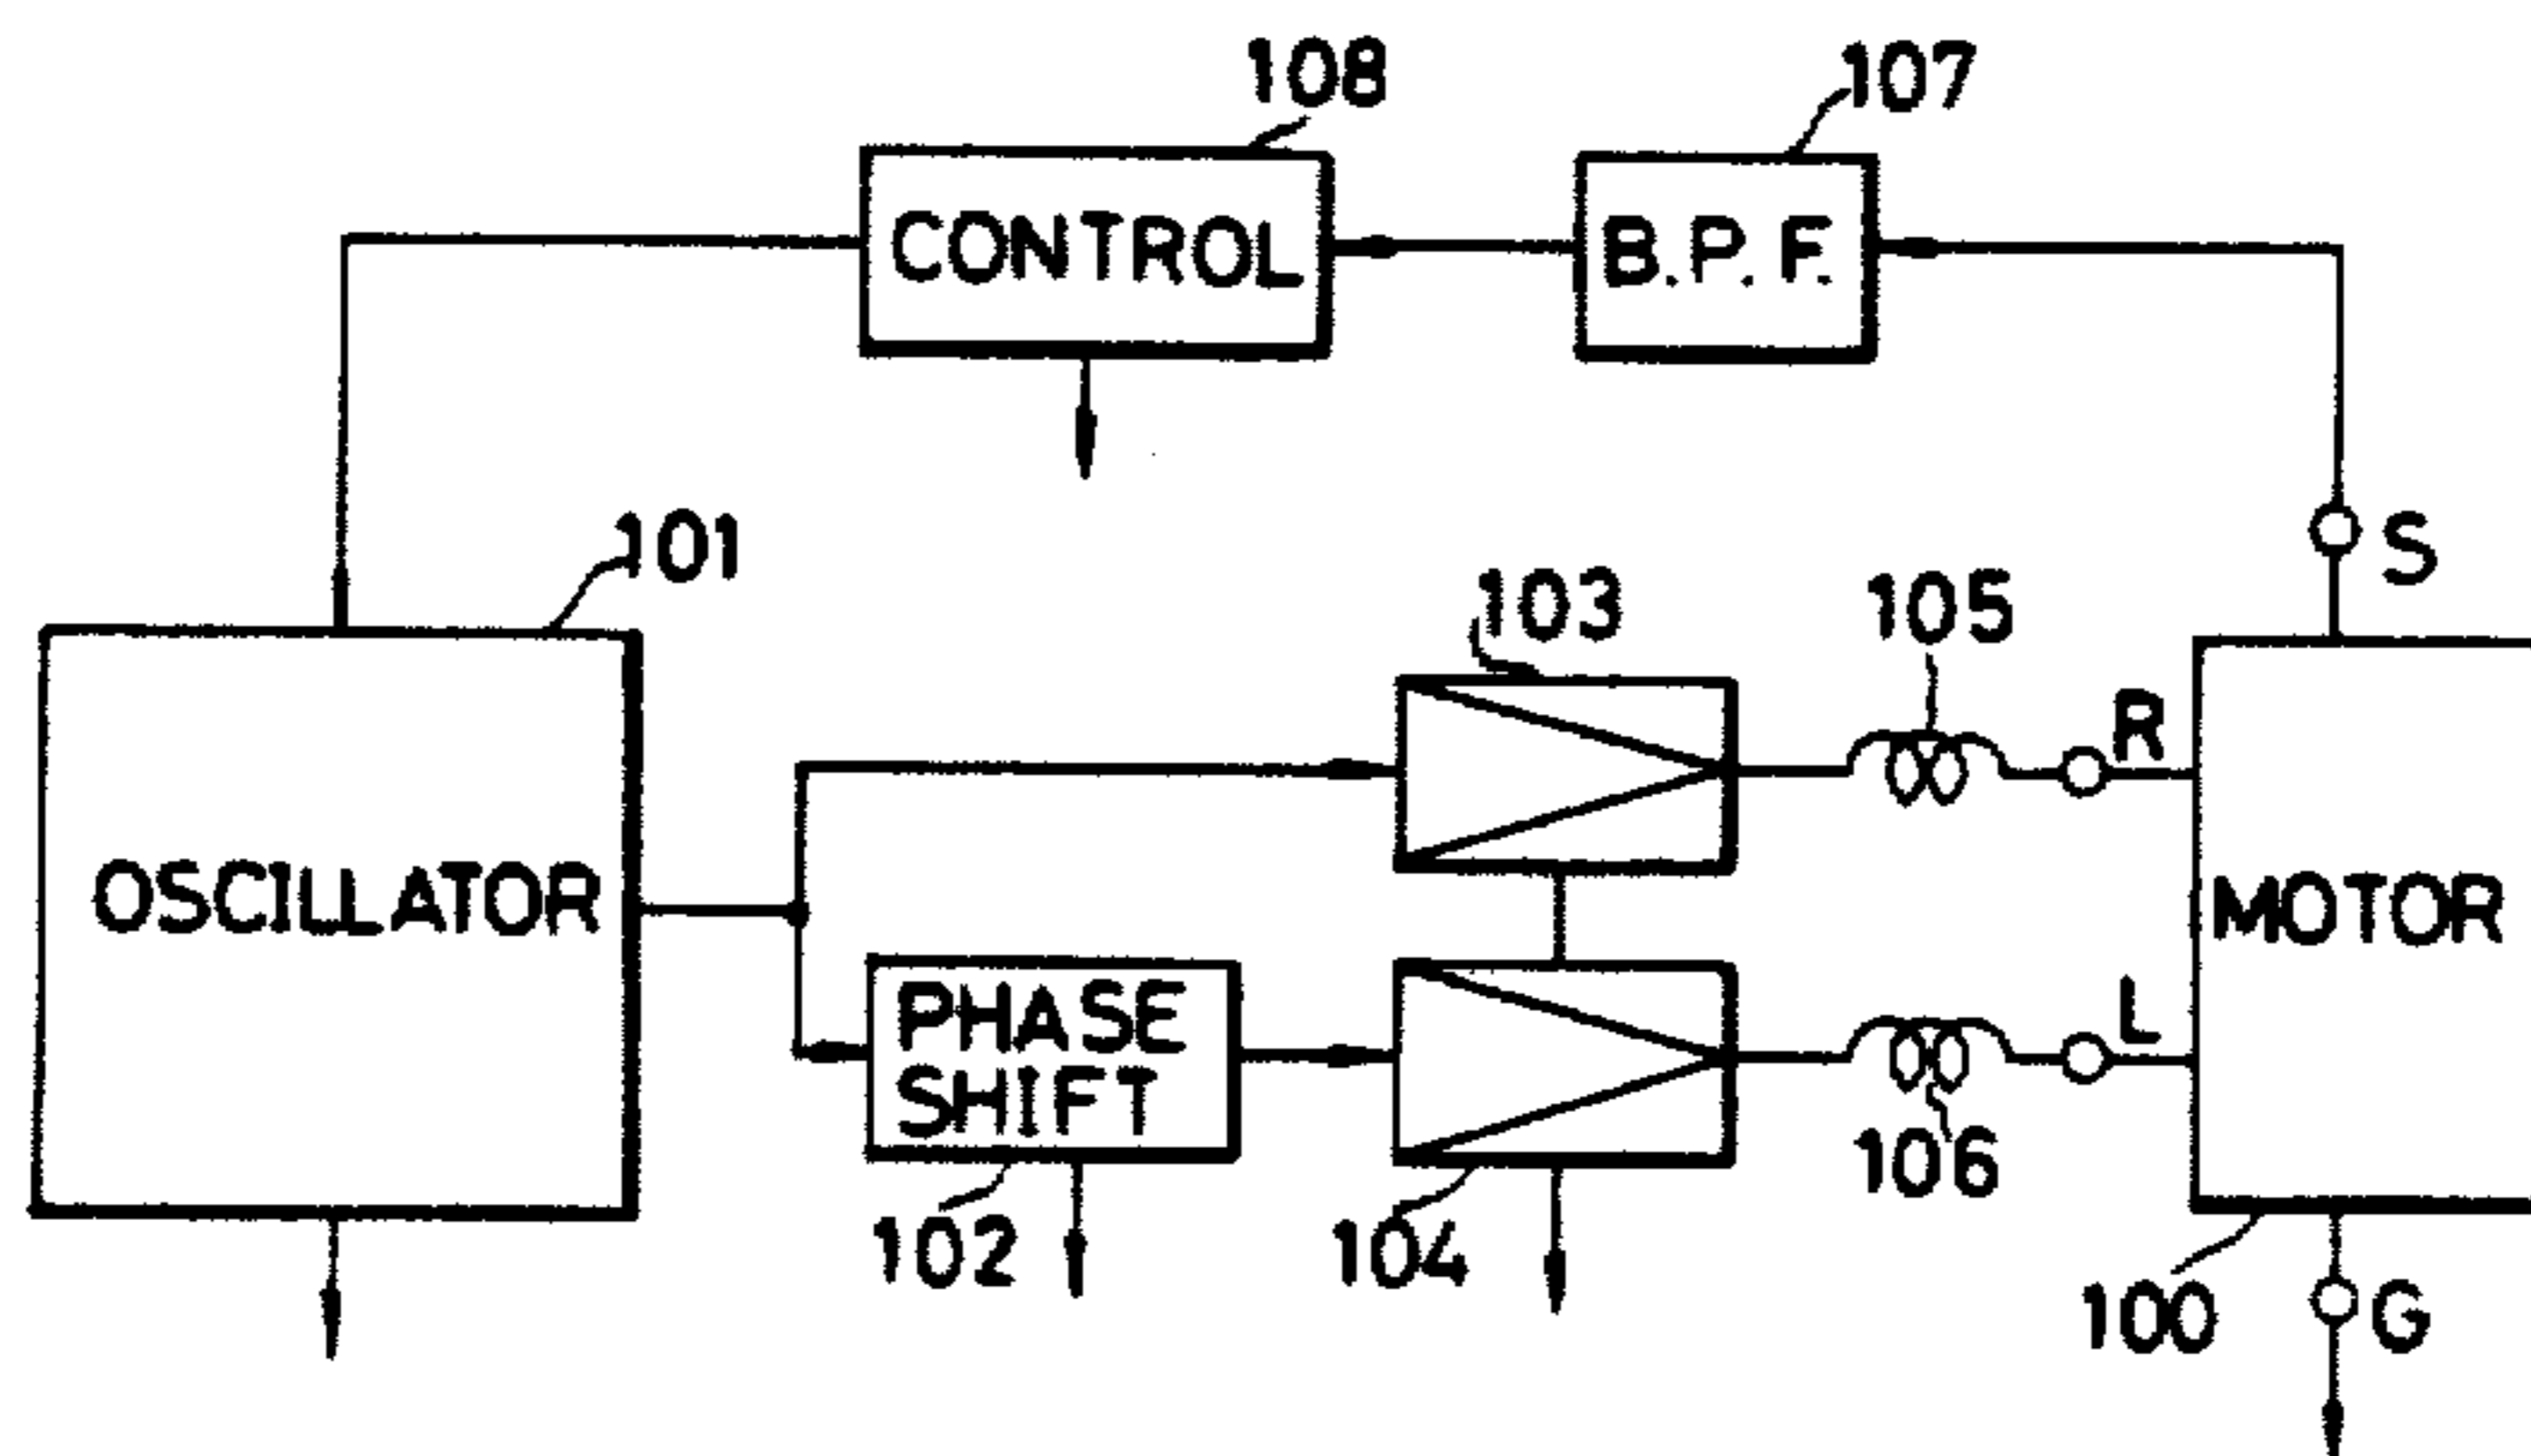 108
107
CONTROL
B.P.F.
101
S
103
105
R
OSCILLATOR
MOTOR
PHASE
SHIFT
L
102
104
106
100
G